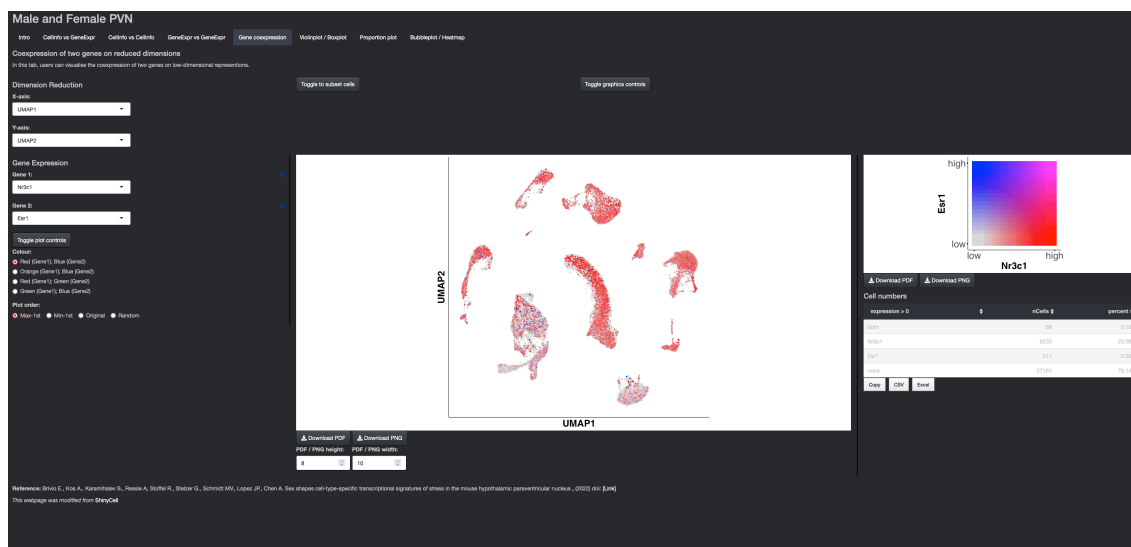 Male and Female PVN
Intro CellInfo vs GeneExpr CellInfo vs CellInfo GeneExpr vs GeneExpr Gene coexpression Violinplot / Boxplot Proportion plot Bubbleplot / Heatmap
Coexpression of two genes on reduced dimensions
In this tab, users can visualise the coexpression of two genes on low-dimensional representions.
Dimension Reduction
Toggle to subset cells
Toggle graphics controls
X-axis:
UMAP1
Y-axis:
UMAP2
Gene Expression
Gene 1:
Nr3c1
Gene 2:
Esr1
Toggle plot controls
Colour:
Red (Gene1); Blue (Gene2)
Orange (Gene1); Blue (Gene2)
Red (Gene1); Green (Gene2)
Green (Gene1); Blue (Gene2)
Plot order:
Max-1st Min-1st Original Random
UMAP2
UMAP1
Download PDF Download PNG
PDF / PNG height: PDF / PNG width:
8 10
high
Esr1
low
low high
Nr3c1
Download PDF Download PNG
Cell numbers
expression > 0 nCells percent
both
Nr3c1 8232
Esr1
none
Copy CSV Excel
Reference: Brivio E., Kos A., Karamihalev S., Ressle A, Stoffel R., Stelzer G., Schmidt MV., Lopez JP., Chen A. Sex shapes cell-type-specific transcriptional signatures of stress in the mouse hypothalamic paraventricular nucleus , (2022) doi: [Link]
This webpage was modified from ShinyCell